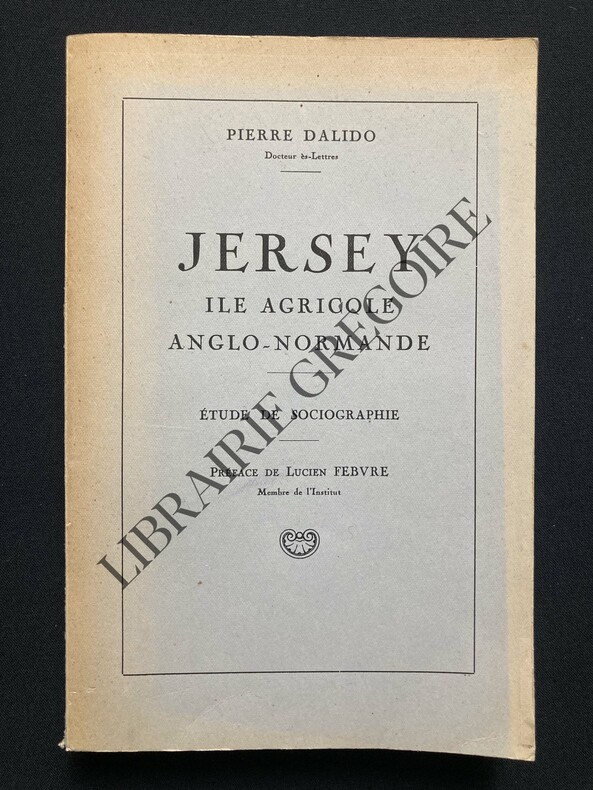 PIERRE DALIDO
Docteur ès-Lettres
JERSEY
ILE AGRICOLE
ANGLO-NORMANDE
ÉTUDE DE SOCIOGRAPHIE
PRÉFACE DE LUCIEN FEBVRE
Membre de l'Institut
LIBRAIRIE GREGOIRE